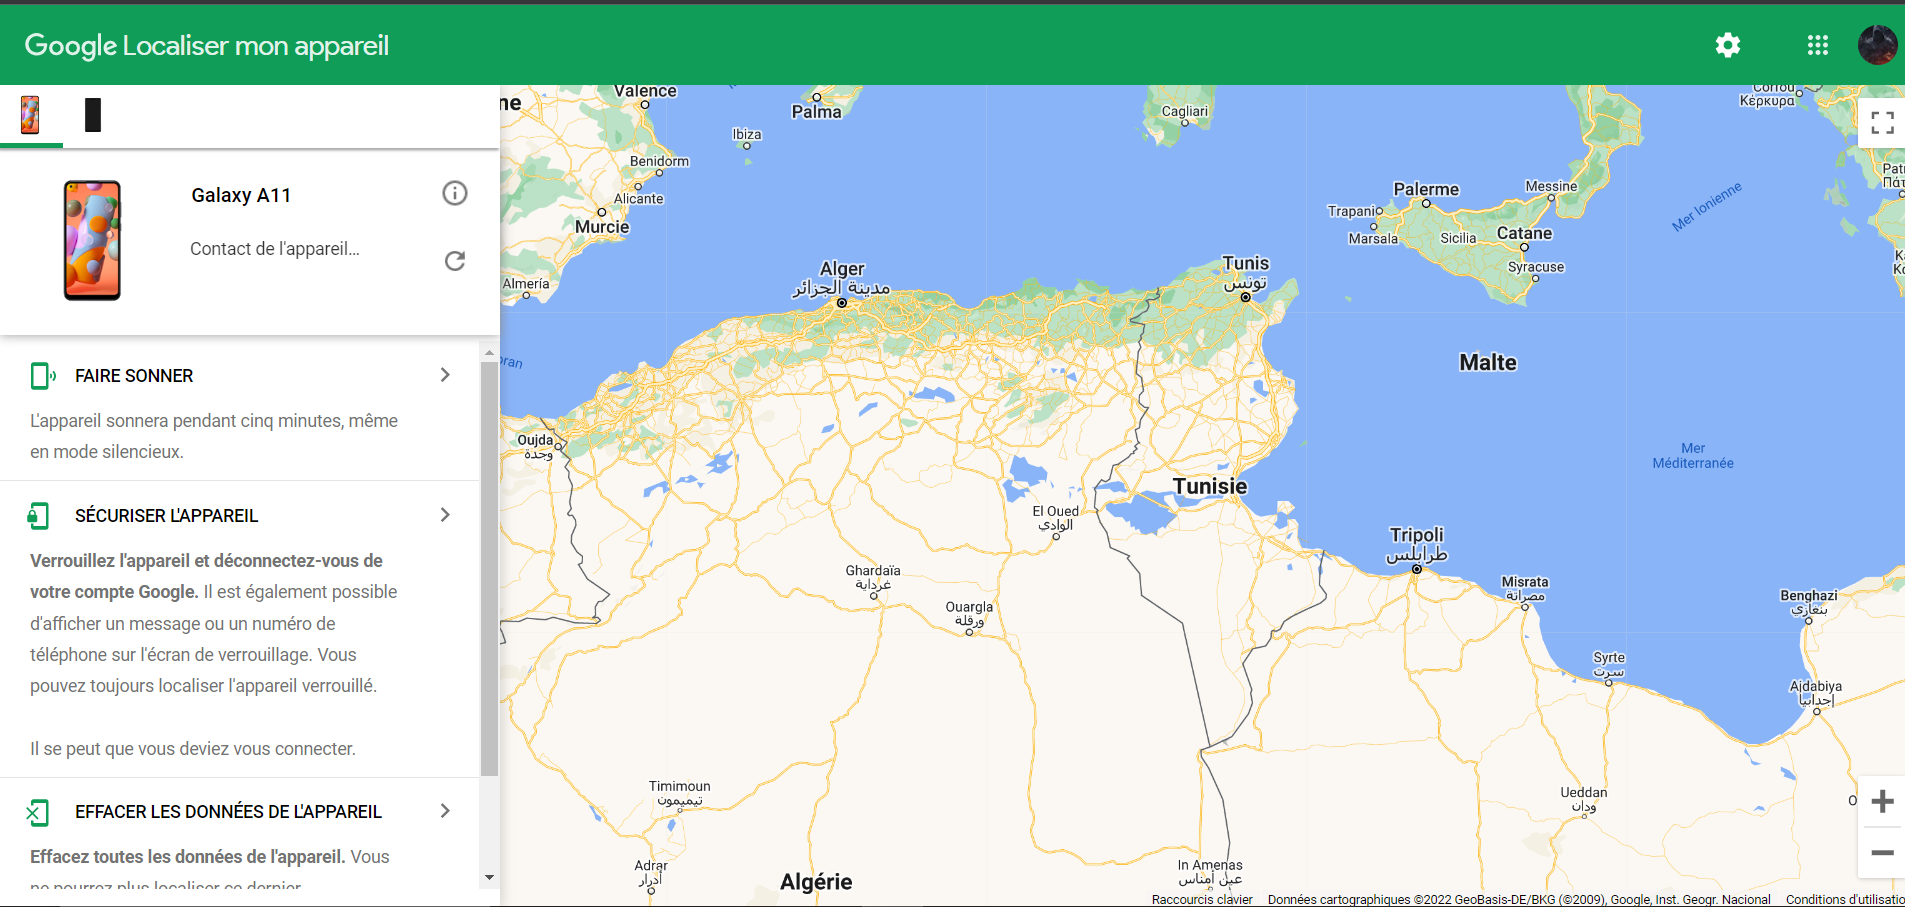 Google Localiser mon appareil
Galaxy A11
Contact de l'appareil...
FAIRE SONNER
L'appareil sonnera pendant cinq minutes, même
en mode silencieux.
SÉCURISER L'APPAREIL
Verrouillez l'appareil et déconnectez-vous de
votre compte Google. Il est également possible
d'afficher un message ou un numéro de
téléphone sur l'écran de verrouillage. Vous
pouvez toujours localiser l'appareil verrouillé.
Il se peut que vous deviez vous connecter.
EFFACER LES DONNÉES DE L'APPAREIL
Effacez toutes les données de l'appareil. Vous
ne pourrez plus localiser ce dernier
Valence
Palma
Ibiza
Benidorm
Alicante
Murcie
Almería
Cagliari
Corfou
Κέρκυρα
Palerme
Messine
Trapani
Marsala
Sicilia
Catane
Syracuse
Mer Ionienne
Alger
مدينة الجزائر
Tunis
تونس
Malte
Oujda
وجدة
Mer
Méditerranée
Tunisie
El Oued
الوادي
Tripoli
طرابلس
Ghardaïa
غرداية
Ouargla
ورقلة
Misrata
مصراتة
Benghazi
بنغازي
Syrte
سرت
Ajdabiya
إجدابيا
Timimoun
تيميمون
Ueddan
ودان
Adrar
أدرار
In Amenas
عين أمناس
Algérie
Raccourcis clavier
Données cartographiques ©2022 GeoBasis-DE/BKG (©2009), Google, Inst. Geogr. Nacional
Conditions d'utilisatio